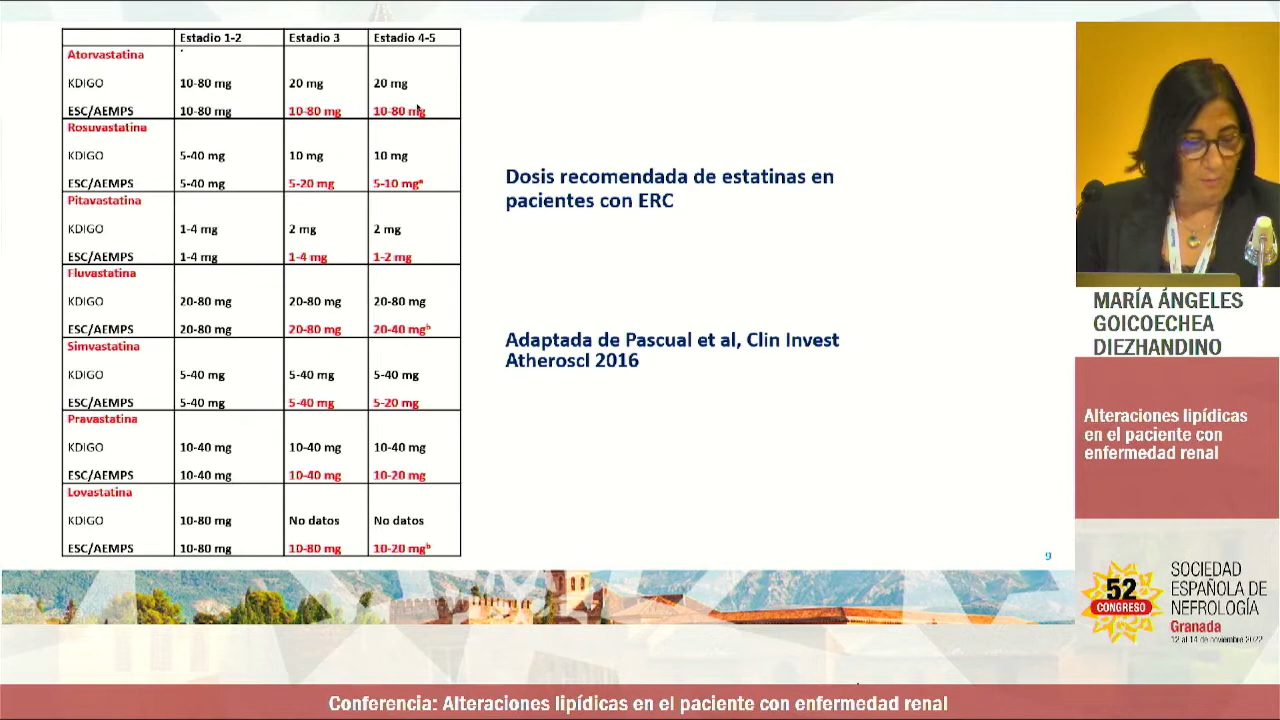 Estadio 1-2 Estadio 3 Estadio 4-5
Atorvastatina
KDIGO 10-80 mg 20 mg 20 mg
ESC/AEMPS 10-80 mg 10-80 mg 10-80 mg
Rosuvastatina
KDIGO 5-40 mg 10 mg 10 mg
ESC/AEMPS 5-40 mg 5-20 mg 5-10 mgª
Pitavastatina
KDIGO 1-4 mg 2 mg 2 mg
ESC/AEMPS 1-4 mg 1-4 mg 1-2 mg
Fluvastatina
KDIGO 20-80 mg 20-80 mg 20-80 mg
ESC/AEMPS 20-80 mg 20-80 mg 20-40 mgᵇ
Simvastatina
KDIGO 5-40 mg 5-40 mg 5-40 mg
ESC/AEMPS 5-40 mg 5-40 mg 5-20 mg
Pravastatina
KDIGO 10-40 mg 10-40 mg 10-40 mg
ESC/AEMPS 10-40 mg 10-40 mg 10-20 mg
Lovastatina
KDIGO 10-80 mg No datos No datos
ESC/AEMPS 10-80 mg 10-80 mg 10-20 mgᵇ
Dosis recomendada de estatinas en
pacientes con ERC
Adaptada de Pascual et al, Clin Invest
Atheroscl 2016
9
MARÍA ÁNGELES
GOICOECHEA
DIEZHANDINO
Alteraciones lipídicas
en el paciente con
enfermedad renal
52
CONGRESO
SOCIEDAD
ESPAÑOLA DE
NEFROLOGÍA
Granada
12 al 14 de noviembre 2022
Conferencia: Alteraciones lipídicas en el paciente con enfermedad renal